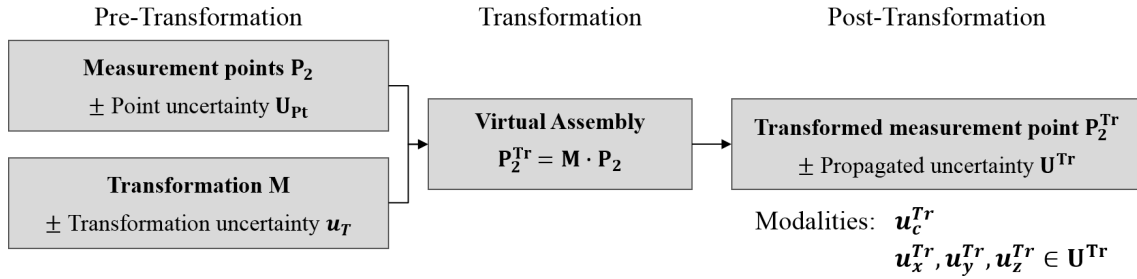 Pre-Transformation
Transformation
Post-Transformation
Measurement points P₂
± Point uncertainty U_Pt
Transformation M
± Transformation uncertainty u_T
Virtual Assembly
P₂^Tr = M · P₂
Transformed measurement point P₂^Tr
± Propagated uncertainty U^Tr
Modalities: u_c^Tr
u_x^Tr, u_y^Tr, u_z^Tr ∈ U^Tr